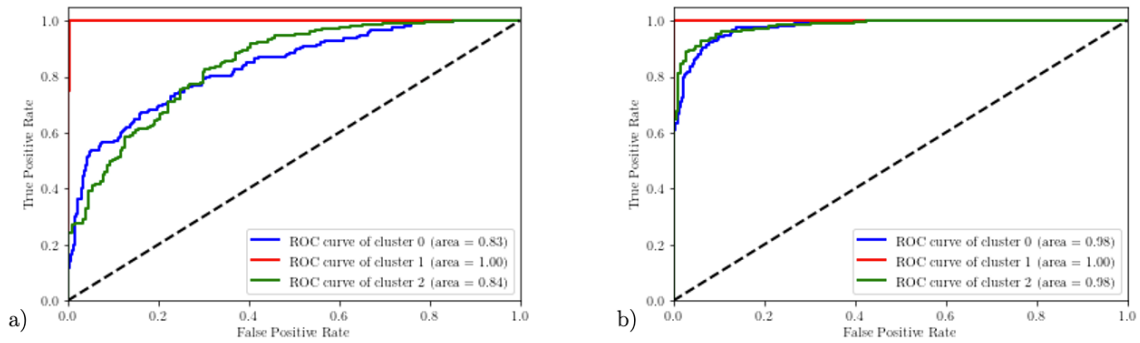 1.0
0.8
0.6
0.4
0.2
0.0
True Positive Rate
ROC curve of cluster 0 (area = 0.83)
ROC curve of cluster 1 (area = 1.00)
ROC curve of cluster 2 (area = 0.84)
0.0 0.2 0.4 0.6 0.8 1.0
False Positive Rate
a)
1.0
0.8
0.6
0.4
0.2
0.0
True Positive Rate
ROC curve of cluster 0 (area = 0.98)
ROC curve of cluster 1 (area = 1.00)
ROC curve of cluster 2 (area = 0.98)
0.0 0.2 0.4 0.6 0.8 1.0
False Positive Rate
b)